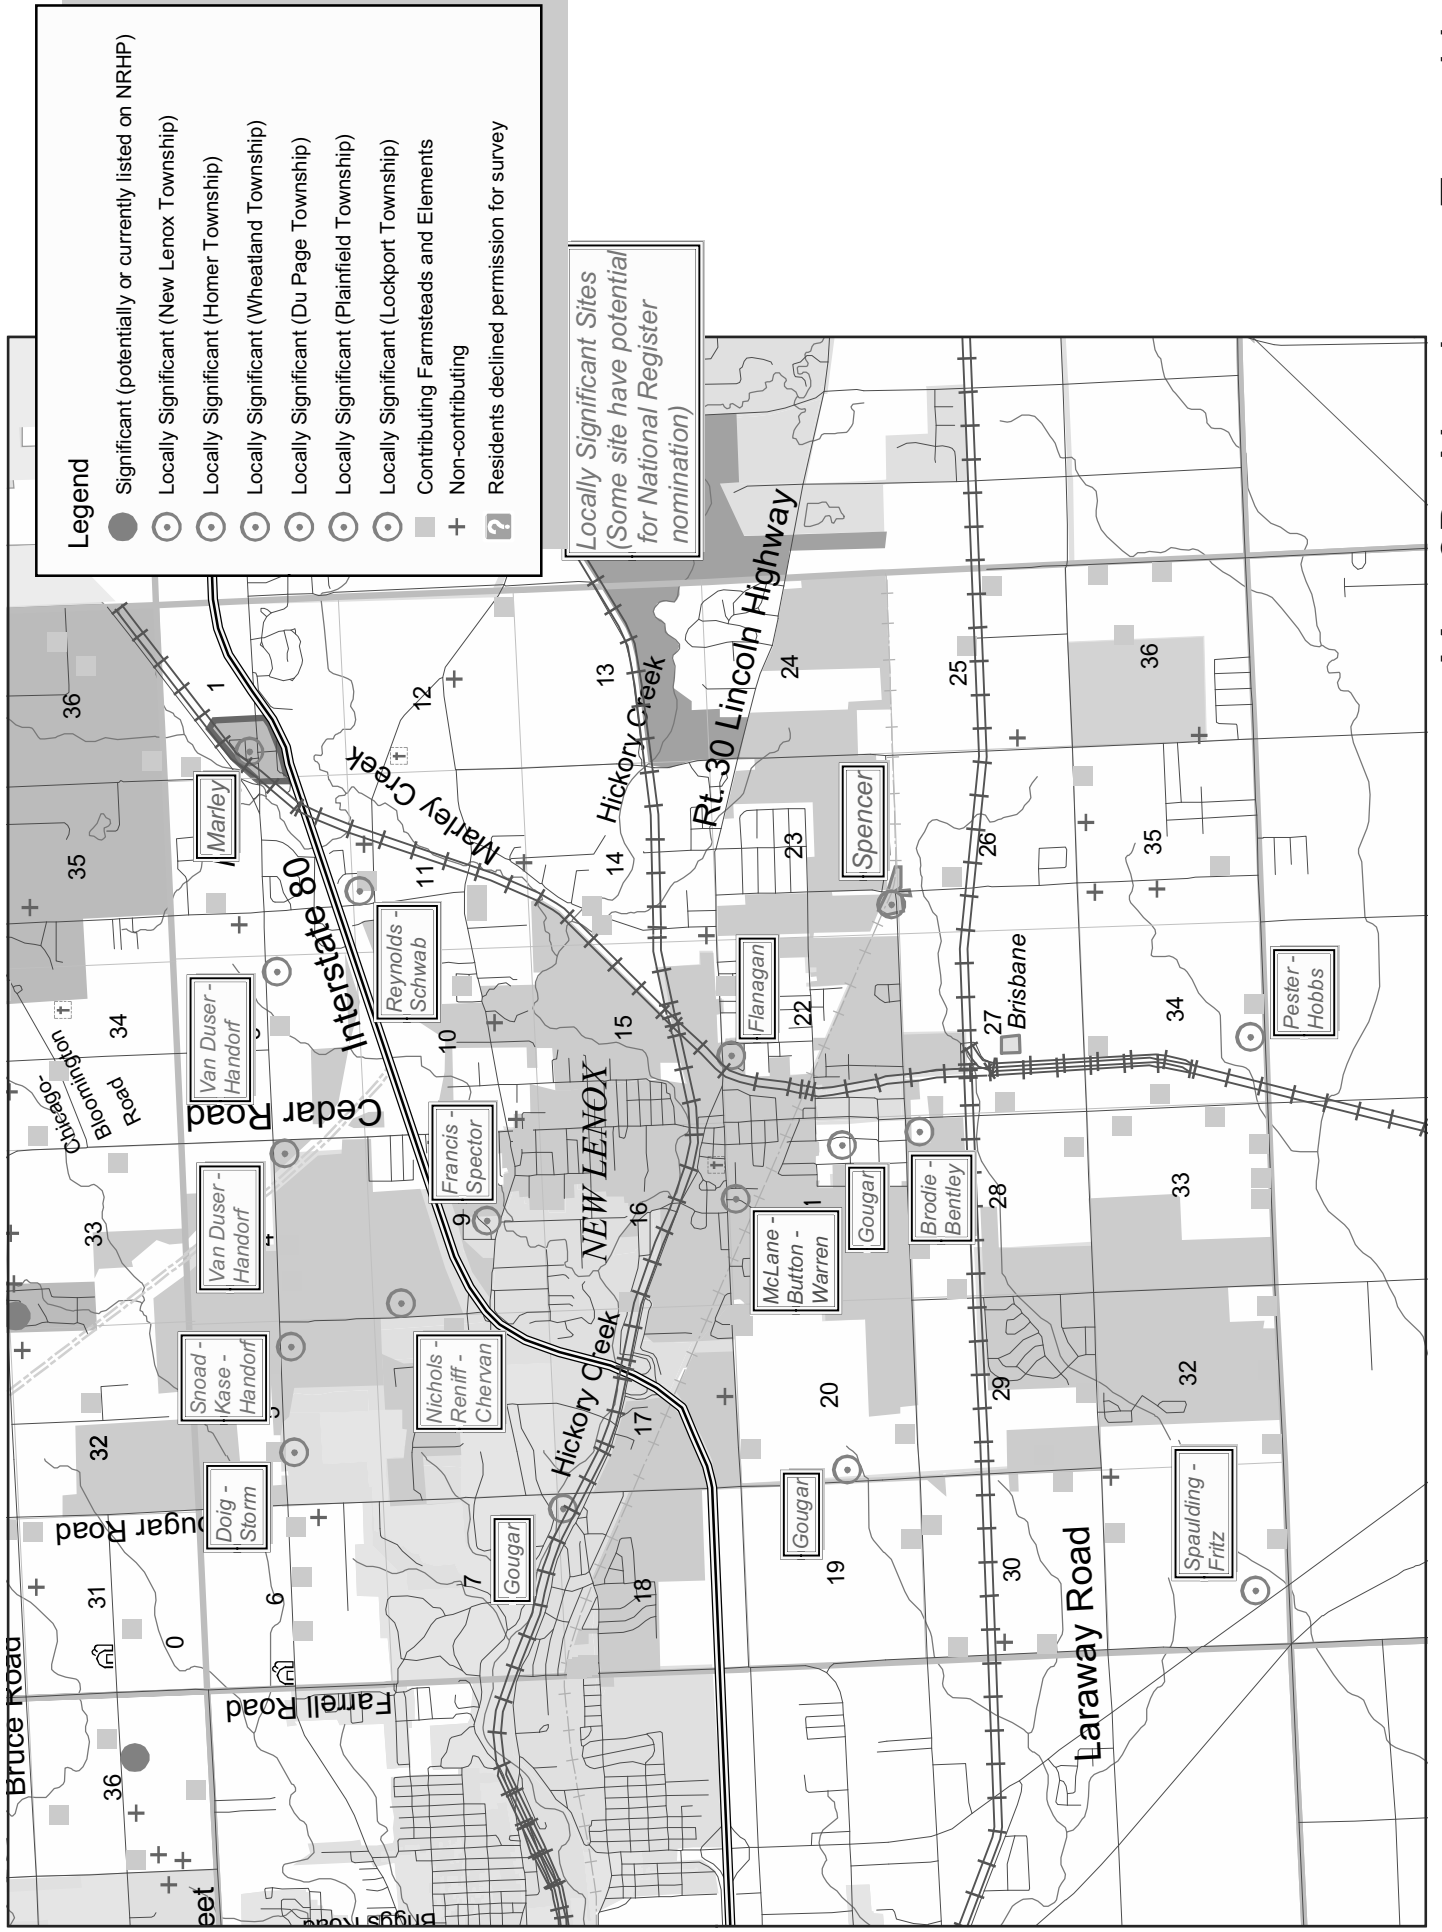 Legend
Significant (potentially or currently listed on NRHP)
Locally Significant (New Lenox Township)
Locally Significant (Homer Township)
Locally Significant (Wheatland Township)
Locally Significant (Du Page Township)
Locally Significant (Plainfield Township)
Locally Significant (Lockport Township)
Contributing Farmsteads and Elements
Non-contributing
?
Residents declined permission for survey
Locally Significant Sites
(Some site have potential
for National Register
nomination)
Bruce Road
Chicago-
Bloomington
Road
36
31
32
33
34
35
36
0
6
1
Farrell Road
Cedar Road
Interstate 80
Doig -
Storm
Snoad -
Kase -
Handorf
Van Duser -
Handorf
Van Duser -
Handorf
Marley
Briggs Road
7
9
10
11
12
Nichols -
Reniff -
Chervan
Francis -
Spector
Reynolds -
Schwab
Marley Creek
Gougar
Hickory Creek
NEW LENOX
Hickory Creek
18
17
16
15
14
13
Rt. 30 Lincoln Highway
19
20
22
23
24
Gougar
McLane -
Button -
Warren
Gougar
Flanagan
Spencer
Brodie -
Bentley
30
29
28
27
26
25
Brisbane
Laraway Road
32
33
34
35
36
Spaulding -
Fritz
Pester -
Hobbs